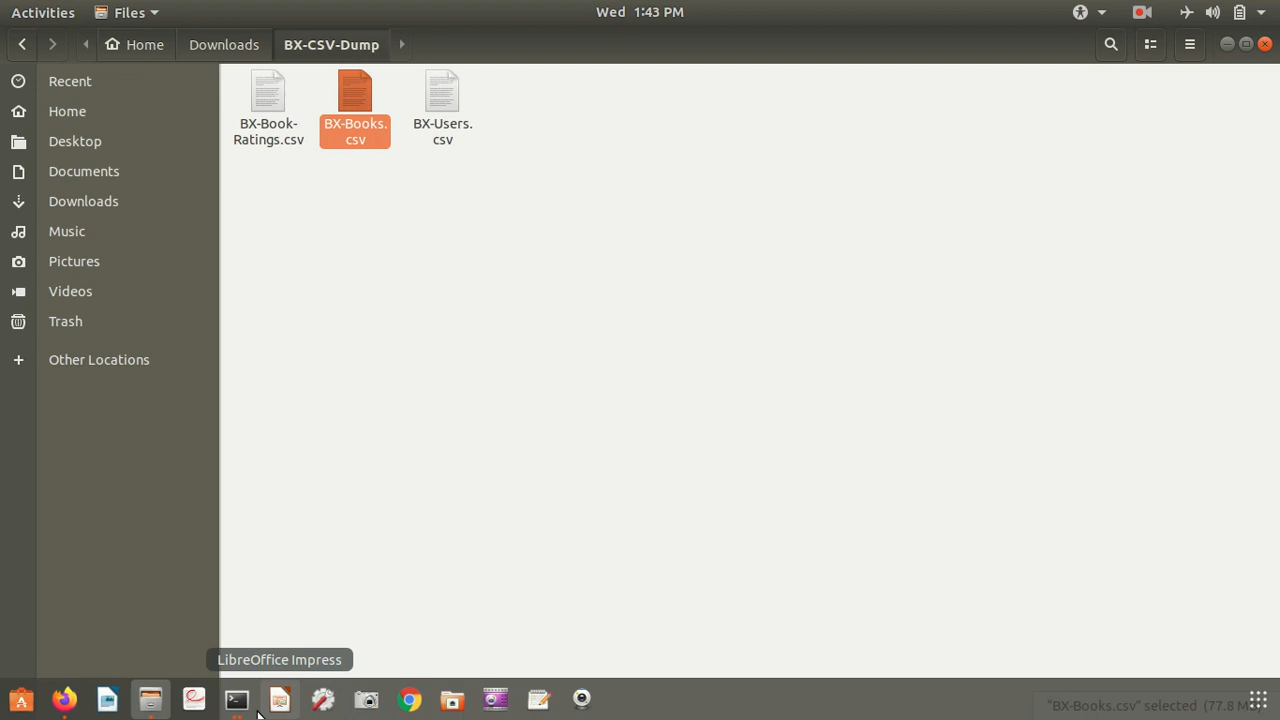 Activities Files Wed 1:43 PM
Home Downloads BX-CSV-Dump
Recent
Home
Desktop
Documents
Downloads
Music
Pictures
Videos
Trash
Other Locations
BX-Book-
Ratings.csv
BX-Books.
csv
BX-Users.
csv
LibreOffice Impress
"BX-Books.csv" selected (77.8 M